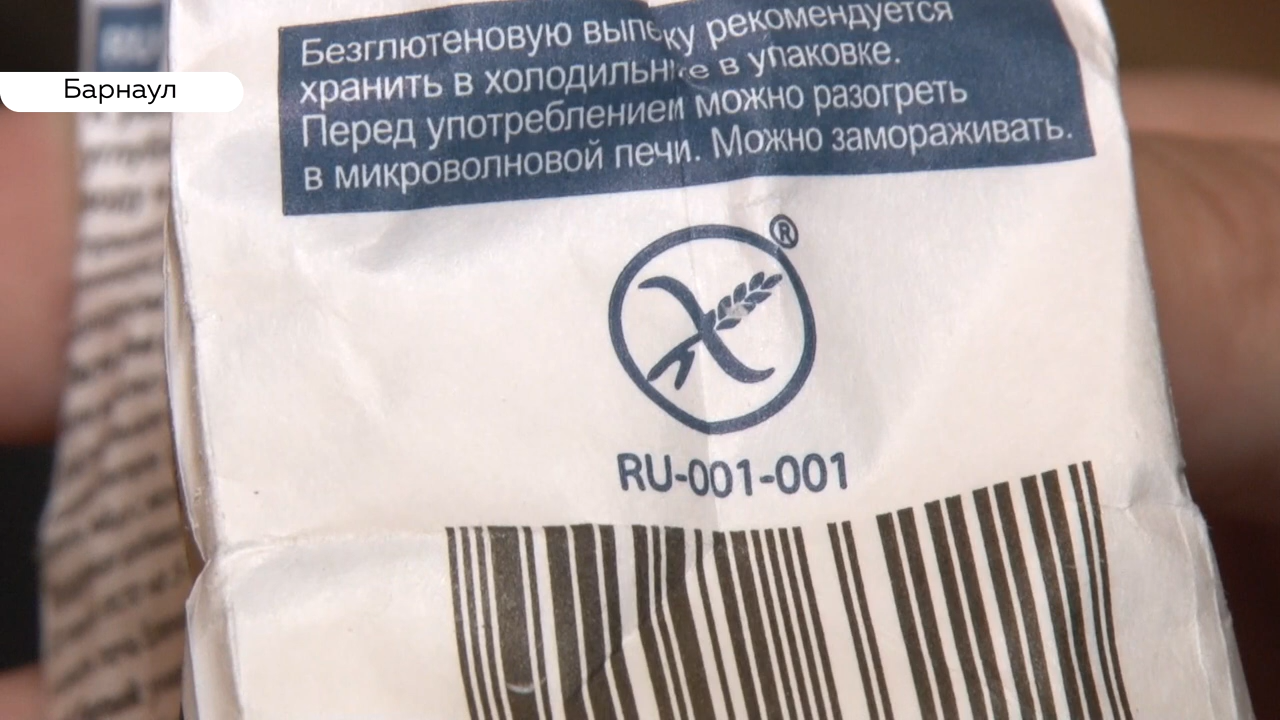 Барнаул
Безглютеновую выпечку рекомендуется
хранить в холодильнике в упаковке.
Перед употреблением можно разогреть
в микроволновой печи. Можно замораживать.
®
RU-001-001